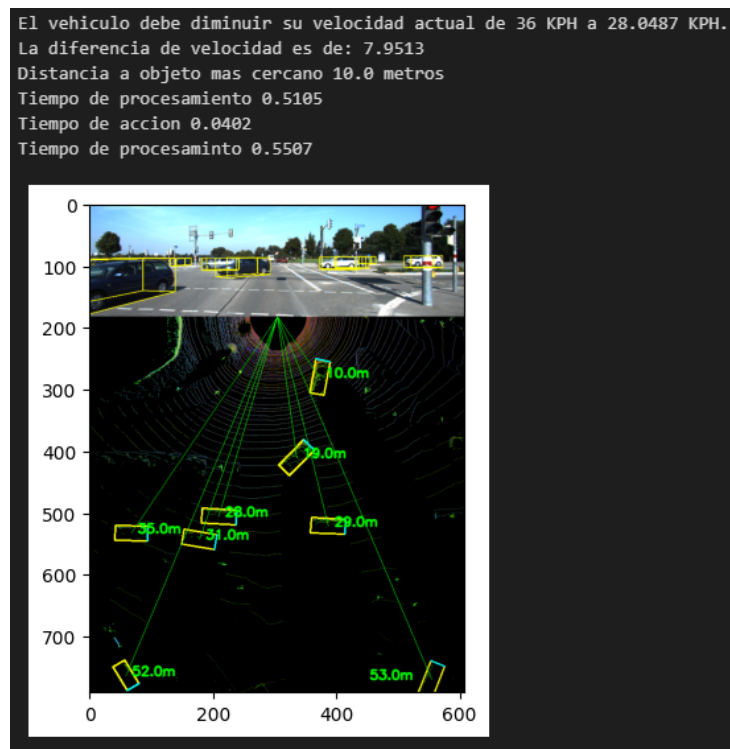 El vehiculo debe diminuir su velocidad actual de 36 KPH a 28.0487 KPH.
La diferencia de velocidad es de: 7.9513
Distancia a objeto mas cercano 10.0 metros
Tiempo de procesamiento 0.5105
Tiempo de accion 0.0402
Tiempo de procesaminto 0.5507
0
100
200
300
400
500
600
700
10.0m
19.0m
28.0m
29.0m
35.0m
31.0m
52.0m
53.0m
0
200
400
600